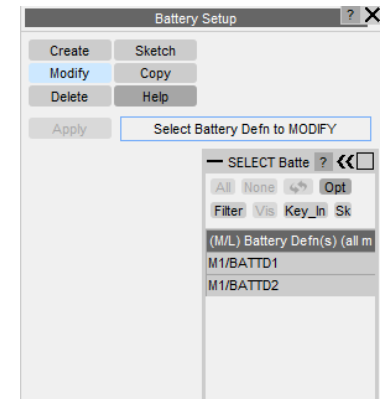 Battery Setup ? X
Create Sketch
Modify Copy
Delete Help
Apply Select Battery Defn to MODIFY
SELECT Batte ?
All None Opt
Filter Vis Key_In Sk
(M/L) Battery Defn(s) (all m
M1/BATTD1
M1/BATTD2